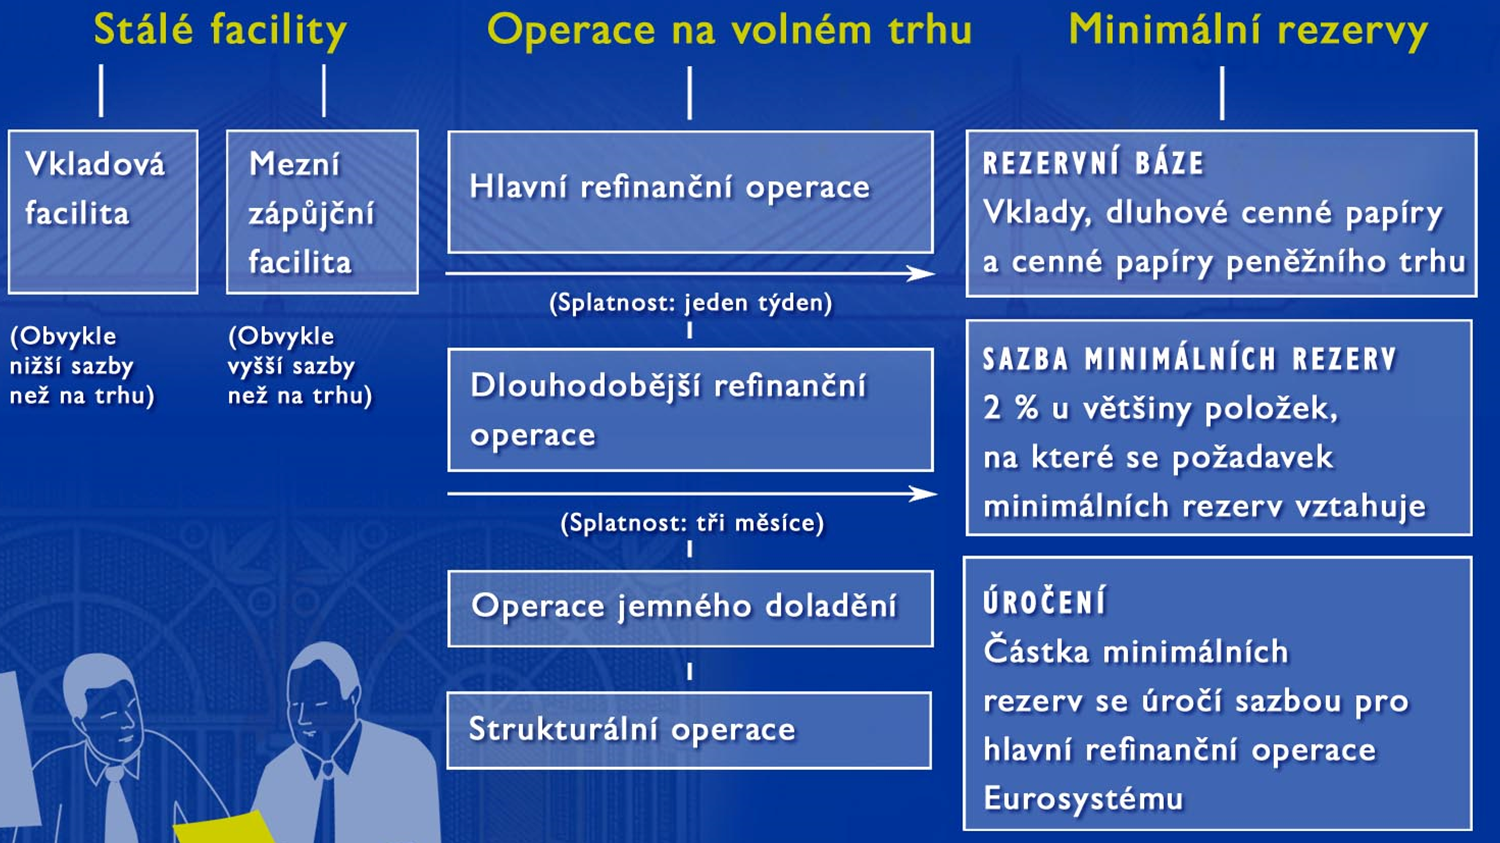 Stálé facility
Vkladová
facilita
(Obvykle
nižší sazby
než na trhu)
Mezní
zápůjční
facilita
(Obvykle
vyšší sazby
než na trhu)
Operace na volném trhu
Hlavní refinanční operace
(Splatnost: jeden týden)
Dlouhodobější refinanční
operace
(Splatnost: tři měsíce)
Operace jemného doladění
Strukturální operace
Minimální rezervy
REZERVNÍ BÁZE
Vklady, dluhové cenné papíry
a cenné papíry peněžního trhu
SAZBA MINIMÁLNÍCH REZERV
2 % u většiny položek,
na které se požadavek
minimálních rezerv vztahuje
ÚROČENÍ
Částka minimálních
rezerv se úročí sazbou pro
hlavní refinanční operace
Eurosystému